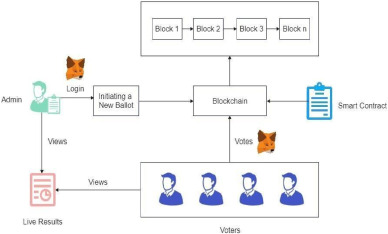 Block 1
Block 2
Block 3
Block n
Login
Admin
Initiating a
New Ballot
Blockchain
Smart Contract
Views
Votes
Views
Live Results
Voters